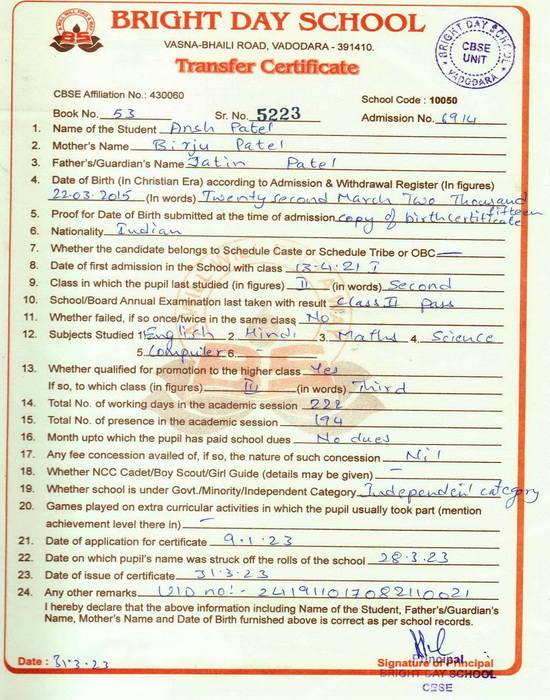 BRIGHT DAY SCHOOL
VASNA-BHAILI ROAD, VADODARA - 391410.
Transfer Certificate
BRIGHT DAY SCHOOL
CBSE
UNIT
VADODARA
BS
CBSE Affiliation No.: 430060
School Code : 10050
Book No. 53 Sr. No. 5223 Admission No. 6914
1. Name of the Student Ansh Patel
2. Mother's Name Birju Patel
3. Father's/Guardian's Name Jatin Patel
4. Date of Birth (In Christian Era) according to Admission & Withdrawal Register (In figures)
22-03-2015 (In words) Twenty second March Two Thousand
fifteen
5. Proof for Date of Birth submitted at the time of admission copy of birth certificate
6. Nationality Indian
7. Whether the candidate belongs to Schedule Caste or Schedule Tribe or OBC —
8. Date of first admission in the School with class 13-4-21 I
9. Class in which the pupil last studied (in figures) II (in words) Second
10. School/Board Annual Examination last taken with result Class II pass
11. Whether failed, if so once/twice in the same class No
12. Subjects Studied 1. English 2. Hindi 3. Maths 4. Science
5. Computer 6. -
13. Whether qualified for promotion to the higher class Yes
If so, to which class (in figures) III (in words) Third
14. Total No. of working days in the academic session 222
15. Total No. of presence in the academic session 194
16. Month upto which the pupil has paid school dues No dues
17. Any fee concession availed of, if so, the nature of such concession Nil
18. Whether NCC Cadet/Boy Scout/Girl Guide (details may be given) —
19. Whether school is under Govt./Minority/Independent Category Independent category
20. Games played on extra curricular activities in which the pupil usually took part (mention
achievement level there in) —
21. Date of application for certificate 9-1-23
22. Date on which pupil's name was struck off the rolls of the school 28-3-23
23. Date of issue of certificate 31-3-23
24. Any other remarks UID no:- 241911017082110021
I hereby declare that the above information including Name of the Student, Father's/Guardian's
Name, Mother's Name and Date of Birth furnished above is correct as per school records.
Date : 31-3-23
Signature of Principal
Principal
BRIGHT DAY SCHOOL
CBSE